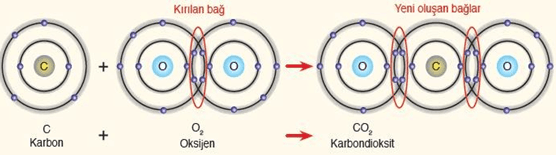 Kırılan bağ
Yeni oluşan bağlar
C + O O → O C O
C + O₂ → CO₂
Karbon Oksijen Karbondioksit